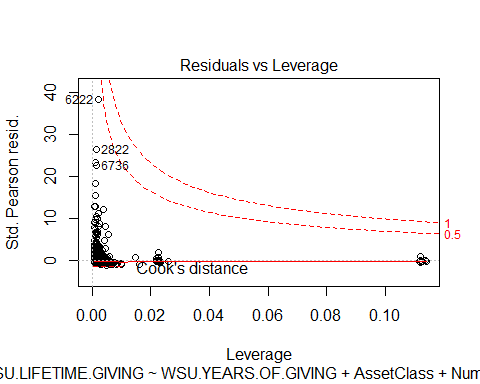 Residuals vs Leverage
Std. Pearson resid.
40
30
20
10
0
6222
2822
6736
1
0.5
Cook's distance
0.00 0.02 0.04 0.06 0.08 0.10
Leverage
SU.LIFETIME.GIVING ~ WSU.YEARS.OF.GIVING + AssetClass + Num